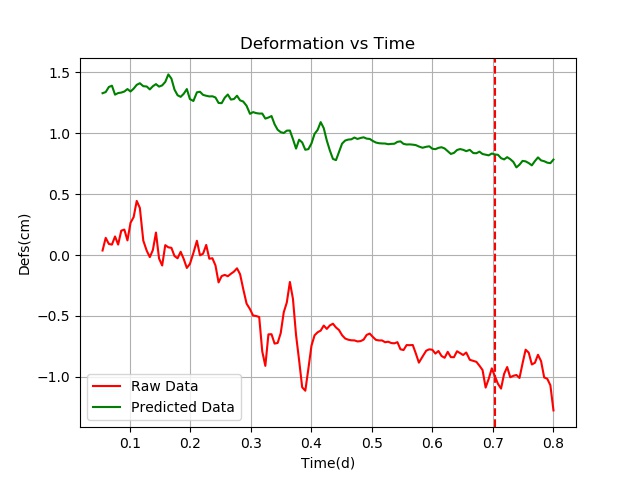 Deformation vs Time
Defs(cm)
1.5
1.0
0.5
0.0
−0.5
−1.0
Raw Data
Predicted Data
0.1 0.2 0.3 0.4 0.5 0.6 0.7 0.8
Time(d)